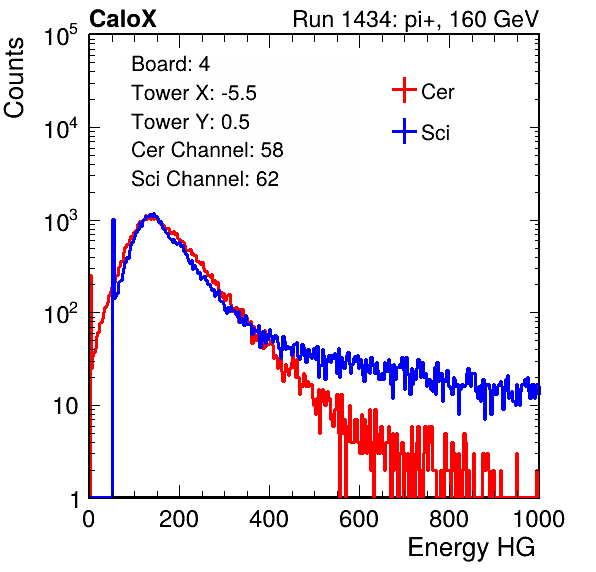 CaloX Run 1434: pi+, 160 GeV
Counts
Board: 4
Tower X: -5.5
Tower Y: 0.5
Cer Channel: 58
Sci Channel: 62
Cer
Sci
10^5
10^4
10^3
10^2
10
1
0 200 400 600 800 1000
Energy HG